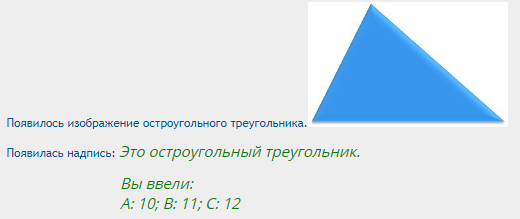 Появилось изображение остроугольного треугольника.
Появилась надпись: Это остроугольный треугольник.
Вы ввели:
A: 10; B: 11; C: 12